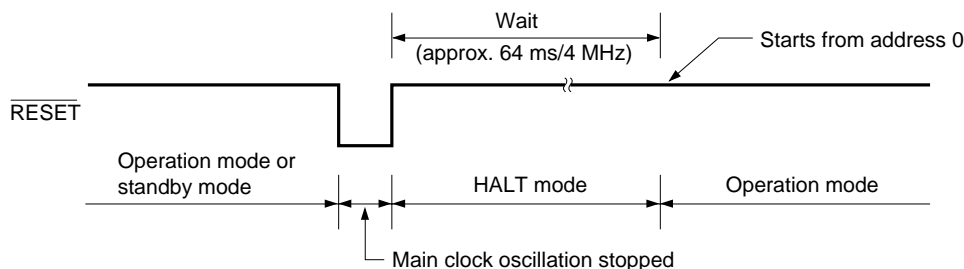 Wait
(approx. 64 ms/4 MHz)
Starts from address 0
RESET
Operation mode or
standby mode
HALT mode
Operation mode
Main clock oscillation stopped